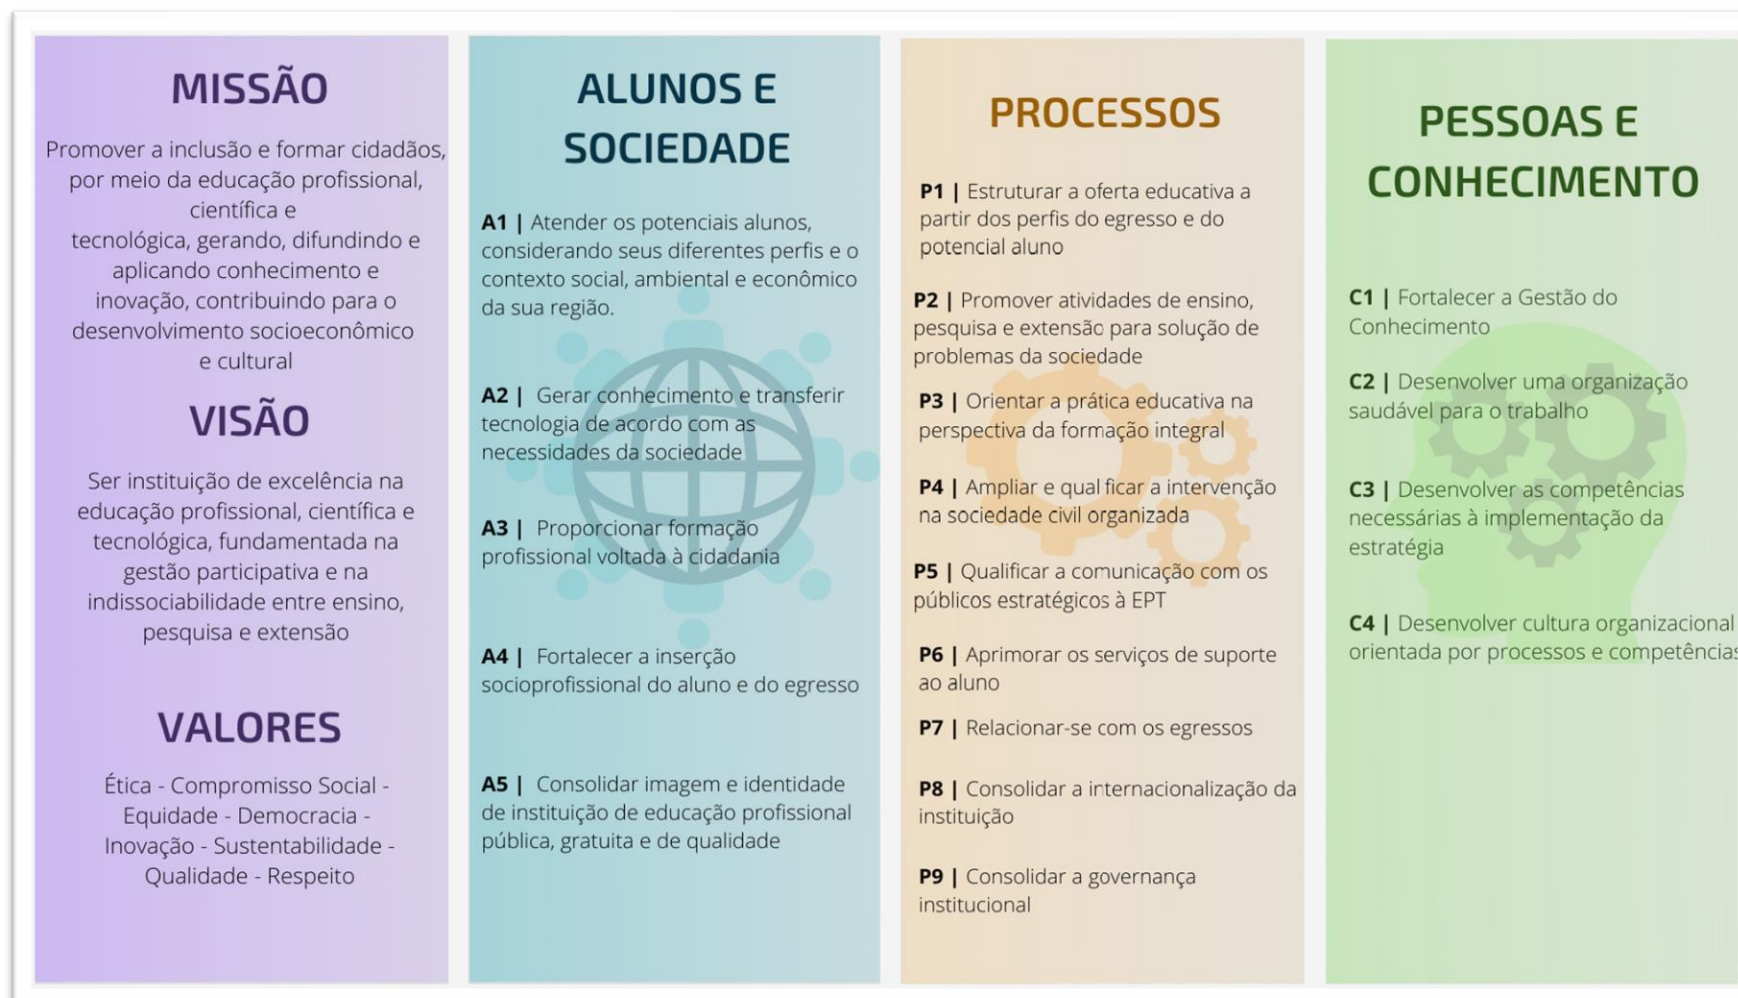 MISSÃO
Promover a inclusão e formar cidadãos,
por meio da educação profissional,
científica e
tecnológica, gerando, difundindo e
aplicando conhecimento e
inovação, contribuindo para o
desenvolvimento socioeconômico
e cultural
VISÃO
Ser instituição de excelência na
educação profissional, científica e
tecnológica, fundamentada na
gestão participativa e na
indissociabilidade entre ensino,
pesquisa e extensão
VALORES
Ética - Compromisso Social -
Equidade - Democracia -
Inovação - Sustentabilidade -
Qualidade - Respeito
ALUNOS E
SOCIEDADE
A1 | Atender os potenciais alunos,
considerando seus diferentes perfis e o
contexto social, ambiental e econômico
da sua região.
A2 | Gerar conhecimento e transferir
tecnologia de acordo com as
necessidades da sociedade
A3 | Proporcionar formação
profissional voltada à cidadania
A4 | Fortalecer a inserção
socioprofissional do aluno e do egresso
A5 | Consolidar imagem e identidade
de instituição de educação profissional
pública, gratuita e de qualidade
PROCESSOS
P1 | Estruturar a oferta educativa a
partir dos perfis do egresso e do
potencial aluno
P2 | Promover atividades de ensino,
pesquisa e extensão para solução de
problemas da sociedade
P3 | Orientar a prática educativa na
perspectiva da formação integral
P4 | Ampliar e qual ficar a intervenção
na sociedade civil organizada
P5 | Qualificar a comunicação com os
públicos estratégicos à EPT
P6 | Aprimorar os serviços de suporte
ao aluno
P7 | Relacionar-se com os egressos
P8 | Consolidar a internacionalização da
instituição
P9 | Consolidar a governança
institucional
PESSOAS E
CONHECIMENTO
C1 | Fortalecer a Gestão do
Conhecimento
C2 | Desenvolver uma organização
saudável para o trabalho
C3 | Desenvolver as competências
necessárias à implementação da
estratégia
C4 | Desenvolver cultura organizacional
orientada por processos e competências